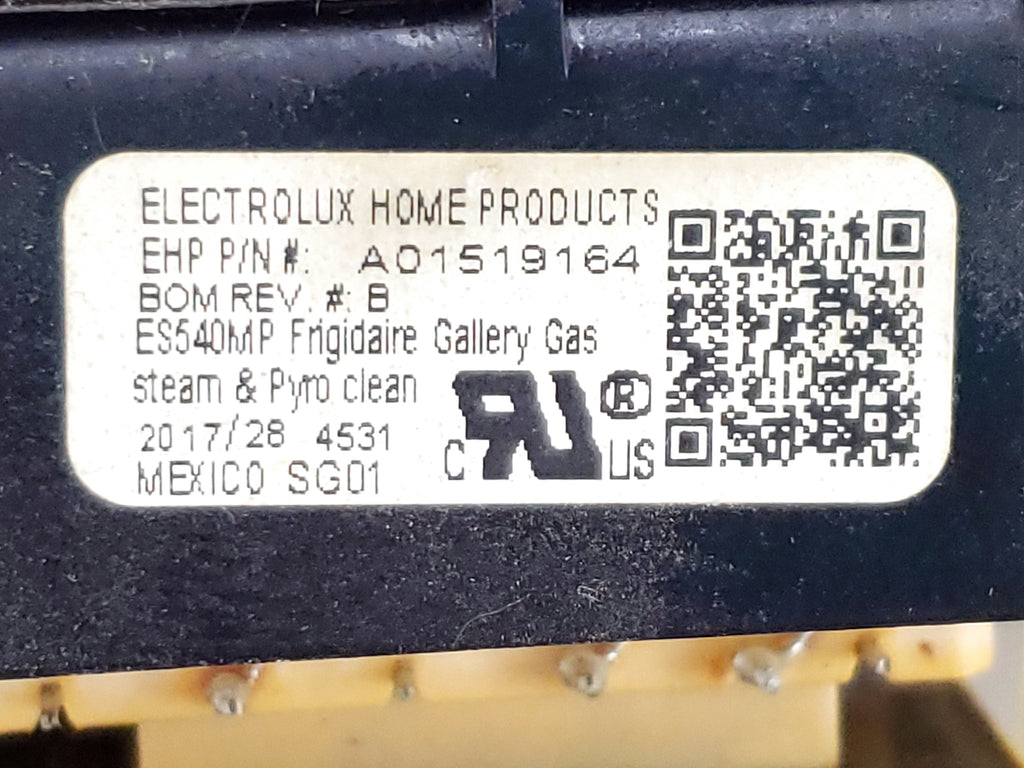 ELECTROLUX HOME PRODUCTS
EHP P/N #: A01519164
BOM REV. #: B
ES540MP Frigidaire Gallery Gas
steam & Pyro clean
2017/28 4531
MEXICO SG01
C RU ® US